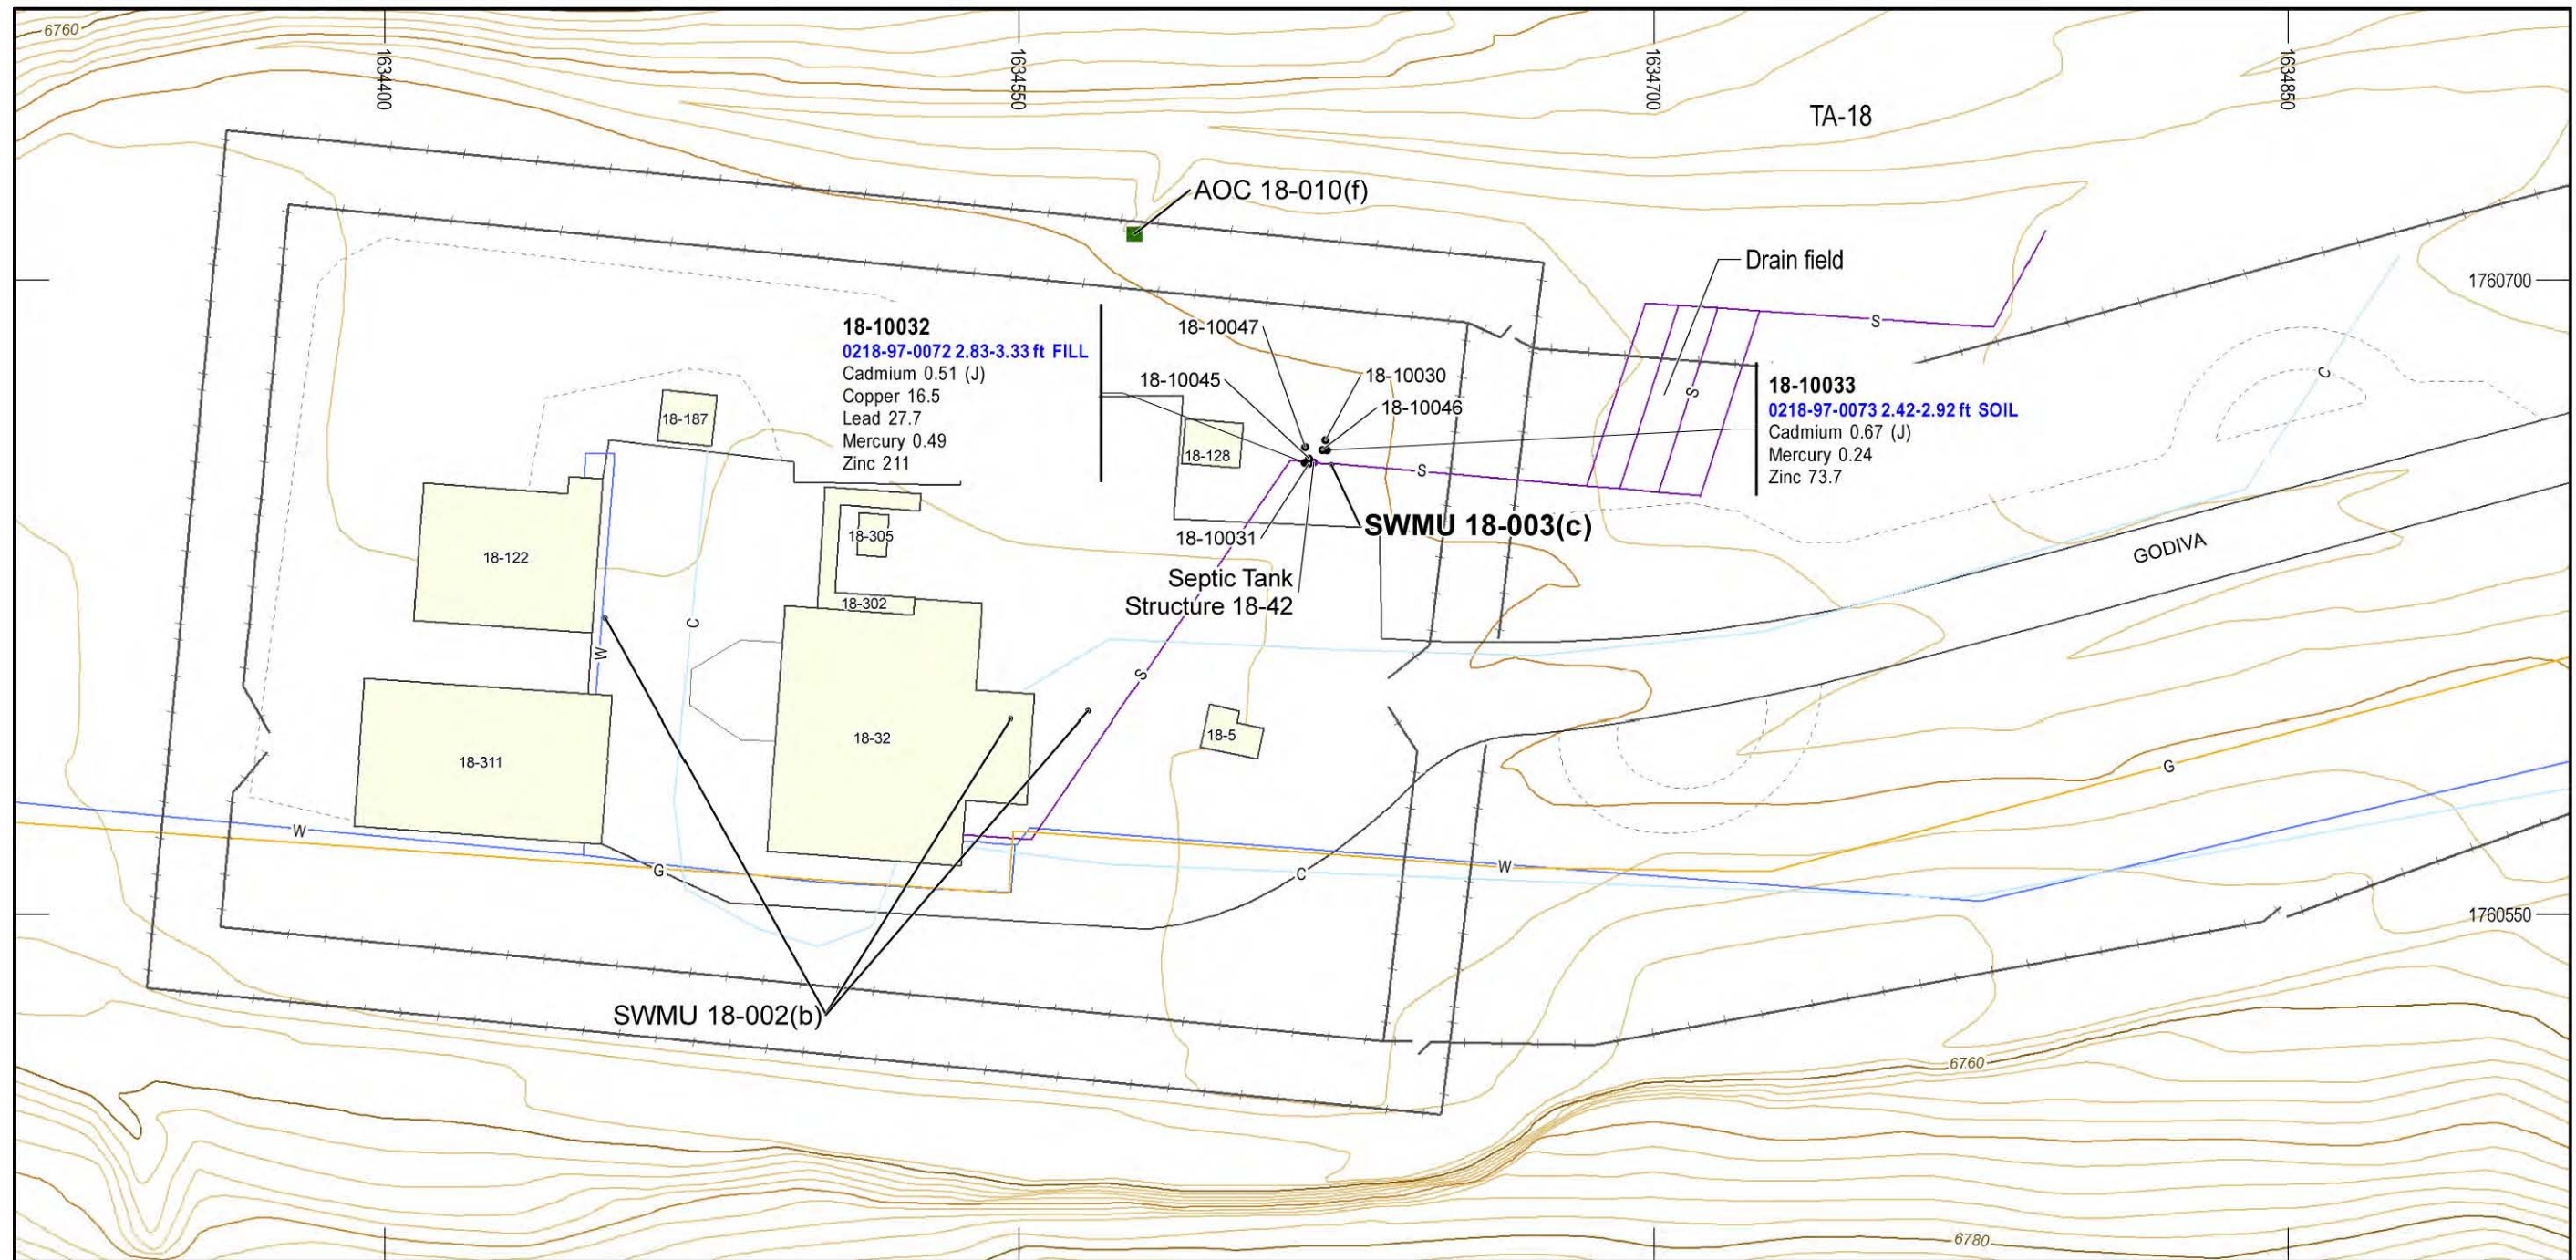 6760
1634400
1634550
1634700
1634850
TA-18
AOC 18-010(f)
Drain field
1760700
S
18-10032
0218-97-0072 2.83-3.33 ft FILL
Cadmium 0.51 (J)
Copper 16.5
Lead 27.7
Mercury 0.49
Zinc 211
18-10047
18-10045
18-10030
18-10046
S
18-10033
0218-97-0073 2.42-2.92 ft SOIL
Cadmium 0.67 (J)
Mercury 0.24
Zinc 73.7
C
18-187
18-128
S
SWMU 18-003(c)
18-10031
18-305
18-122
GODIVA
Septic Tank
Structure 18-42
18-302
C
W
S
18-32
18-5
18-311
G
W
G
C
W
1760550
SWMU 18-002(b)
6760
6780